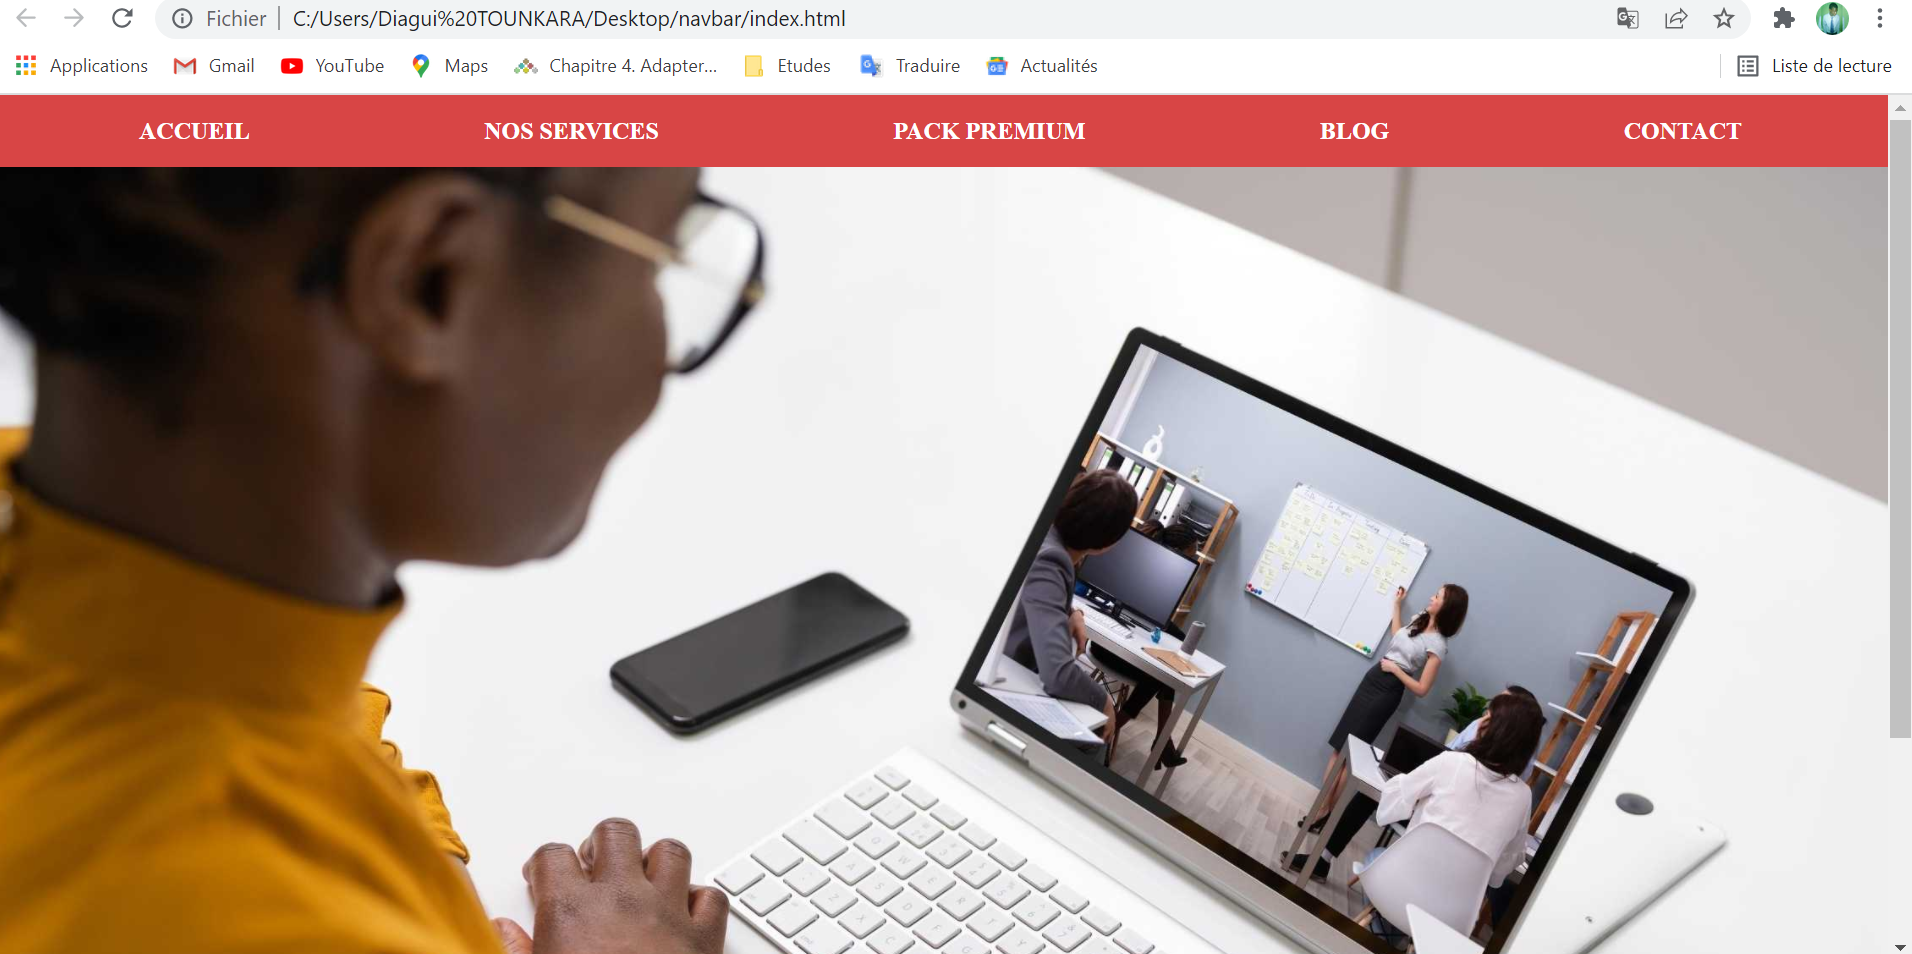 Fichier C:/Users/Diagui%20TOUNKARA/Desktop/navbar/index.html
Applications Gmail YouTube Maps Chapitre 4. Adapter... Etudes Traduire Actualités Liste de lecture
ACCUEIL NOS SERVICES PACK PREMIUM BLOG CONTACT